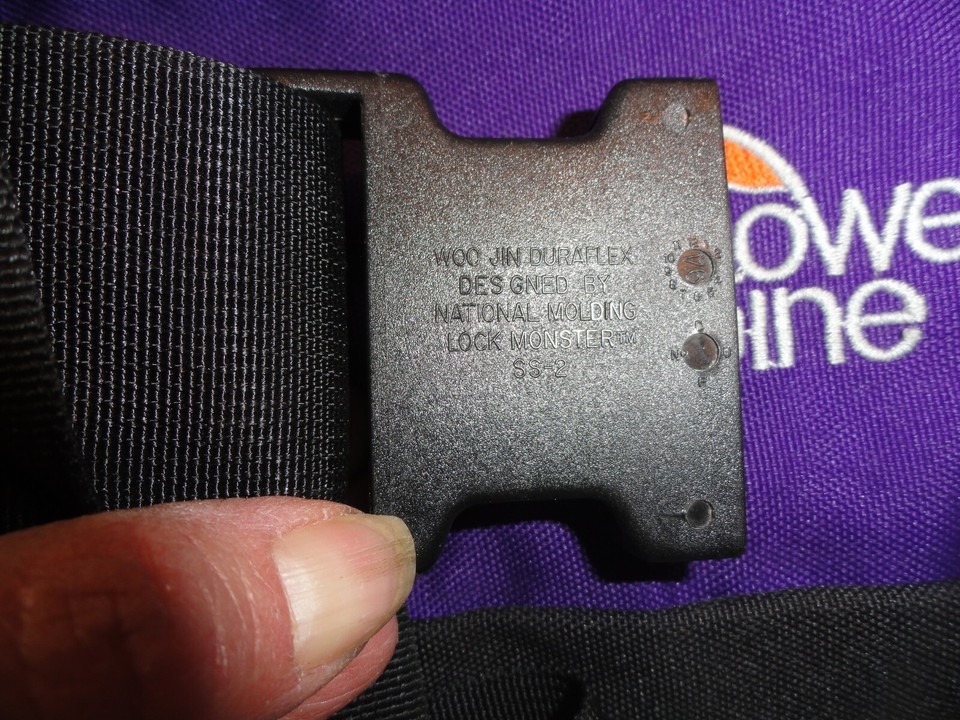 WOO JIN DURAFLEX
DESIGNED BY
NATIONAL MOLDING
LOCK MONSTER™
SS-2
owe
ine